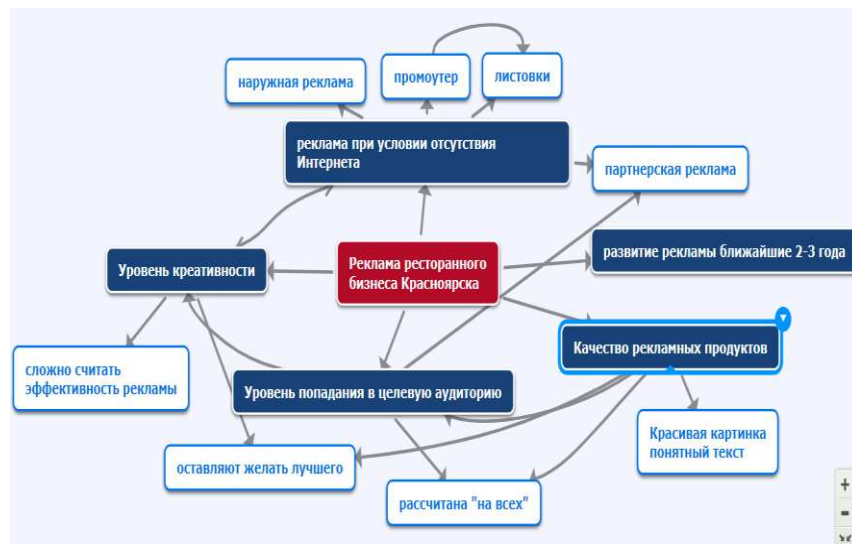 наружная реклама
промоутер
листовки
реклама при условии отсутствия
Интернета
партнерская реклама
Уровень креативности
Реклама ресторанного
бизнеса Красноярска
развитие рекламы ближайшие 2-3 года
Качество рекламных продуктов
сложно считать
эффективность рекламы
Уровень попадания в целевую аудиторию
Красивая картинка
понятный текст
оставляют желать лучшего
рассчитана "на всех"